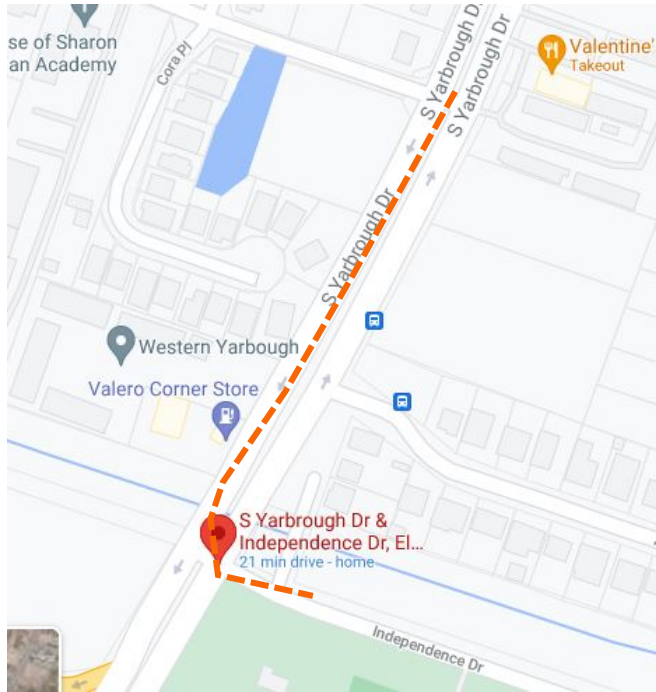 se of Sharon
an Academy
Cora Pl
S Yarbrough Dr
S Yarbrough Dr
Valentine'
Takeout
S Yarbrough Dr
Western Yarbough
Valero Corner Store
S Yarbrough Dr &
Independence Dr, El...
21 min drive - home
Independence Dr